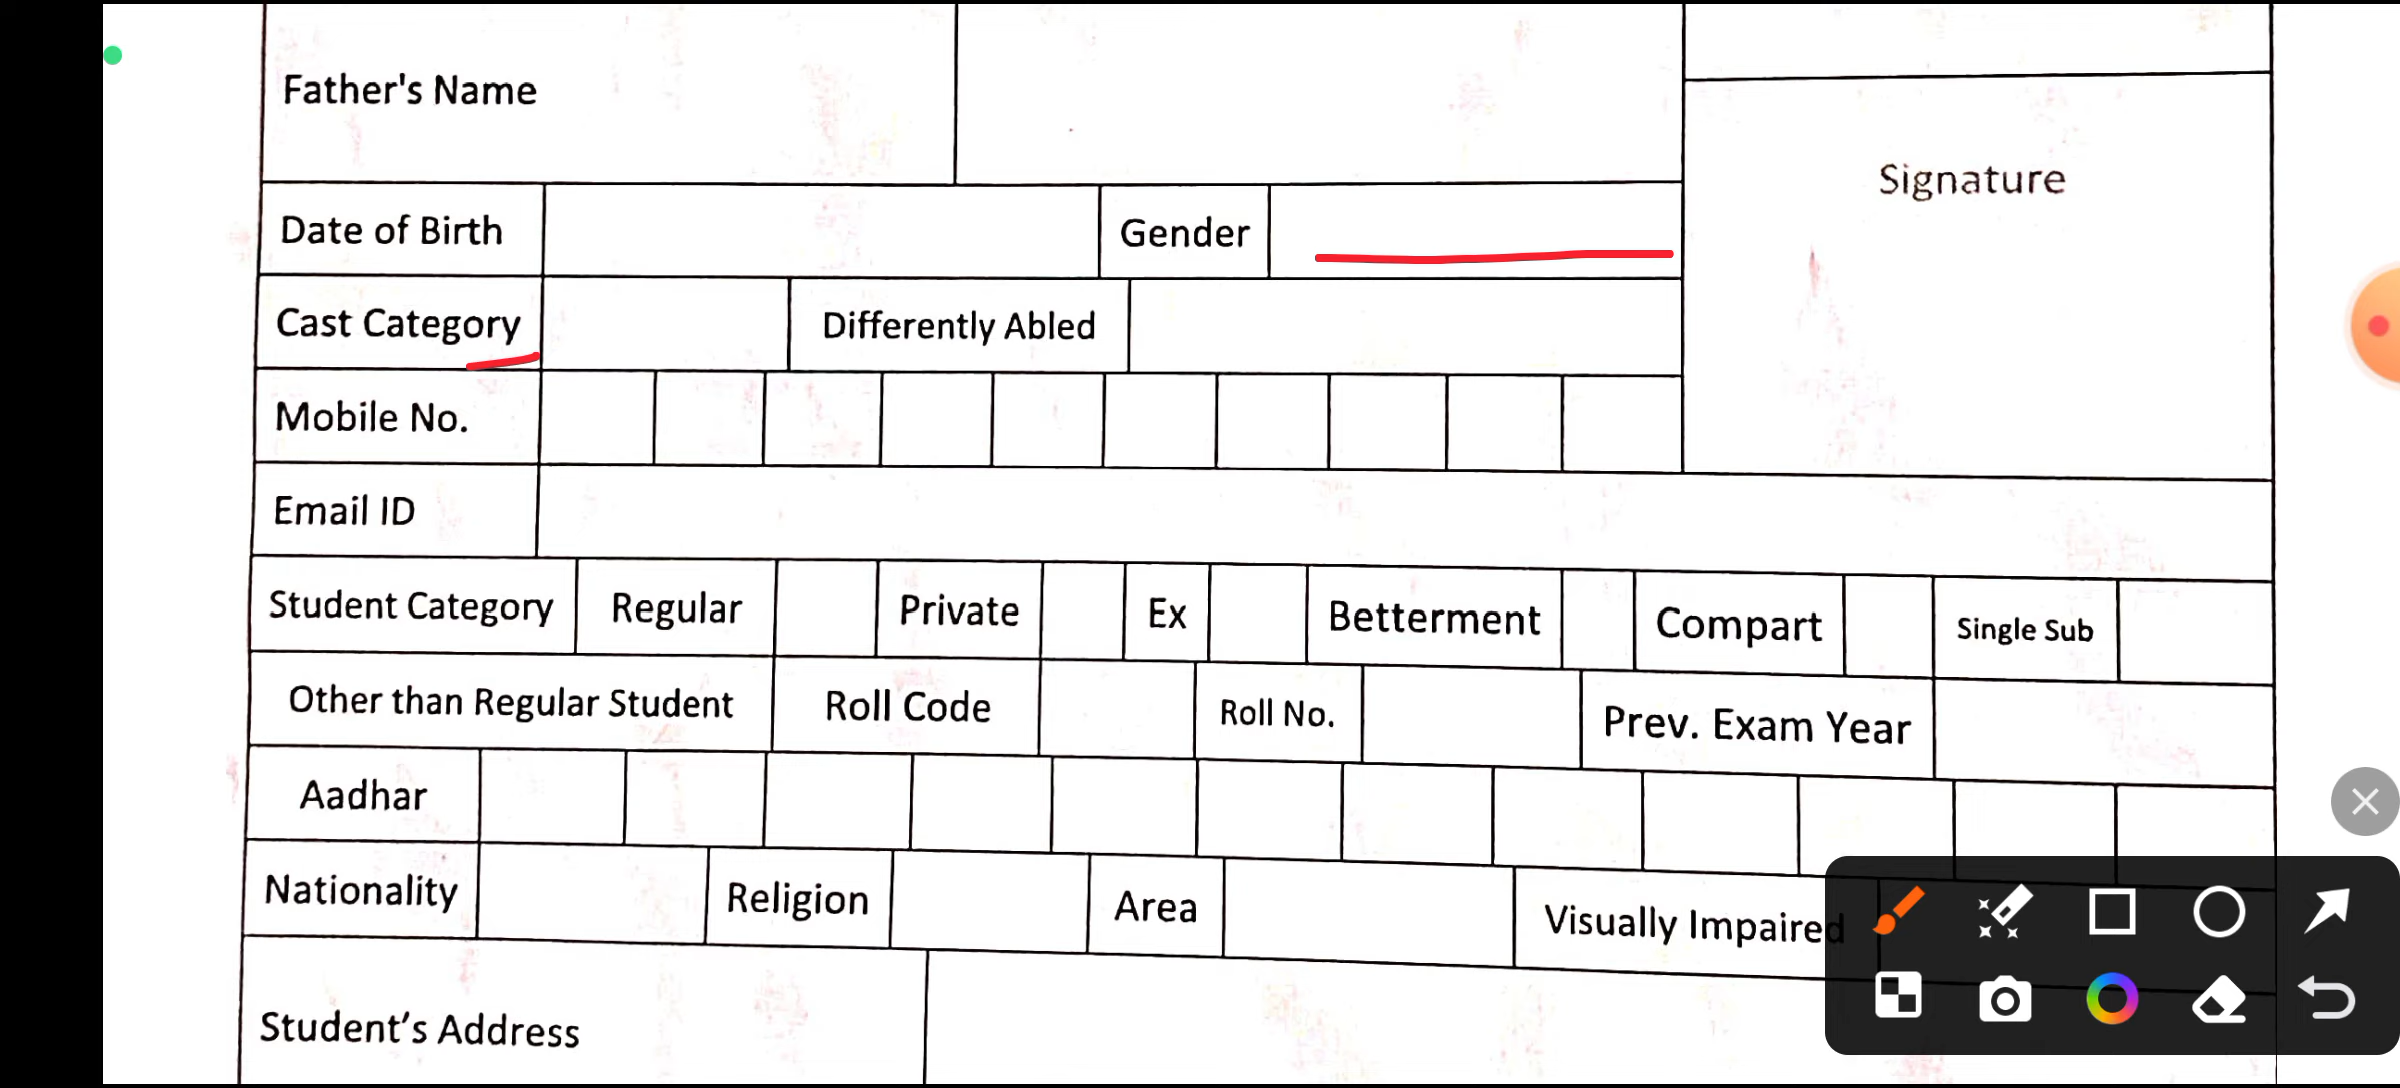 Father's Name
Signature
Date of Birth Gender
Cast Category Differently Abled
Mobile No.
Email ID
Student Category Regular Private Ex Betterment Compart Single Sub
Other than Regular Student Roll Code Roll No. Prev. Exam Year
Aadhar
Nationality Religion Area Visually Impaired
Student's Address